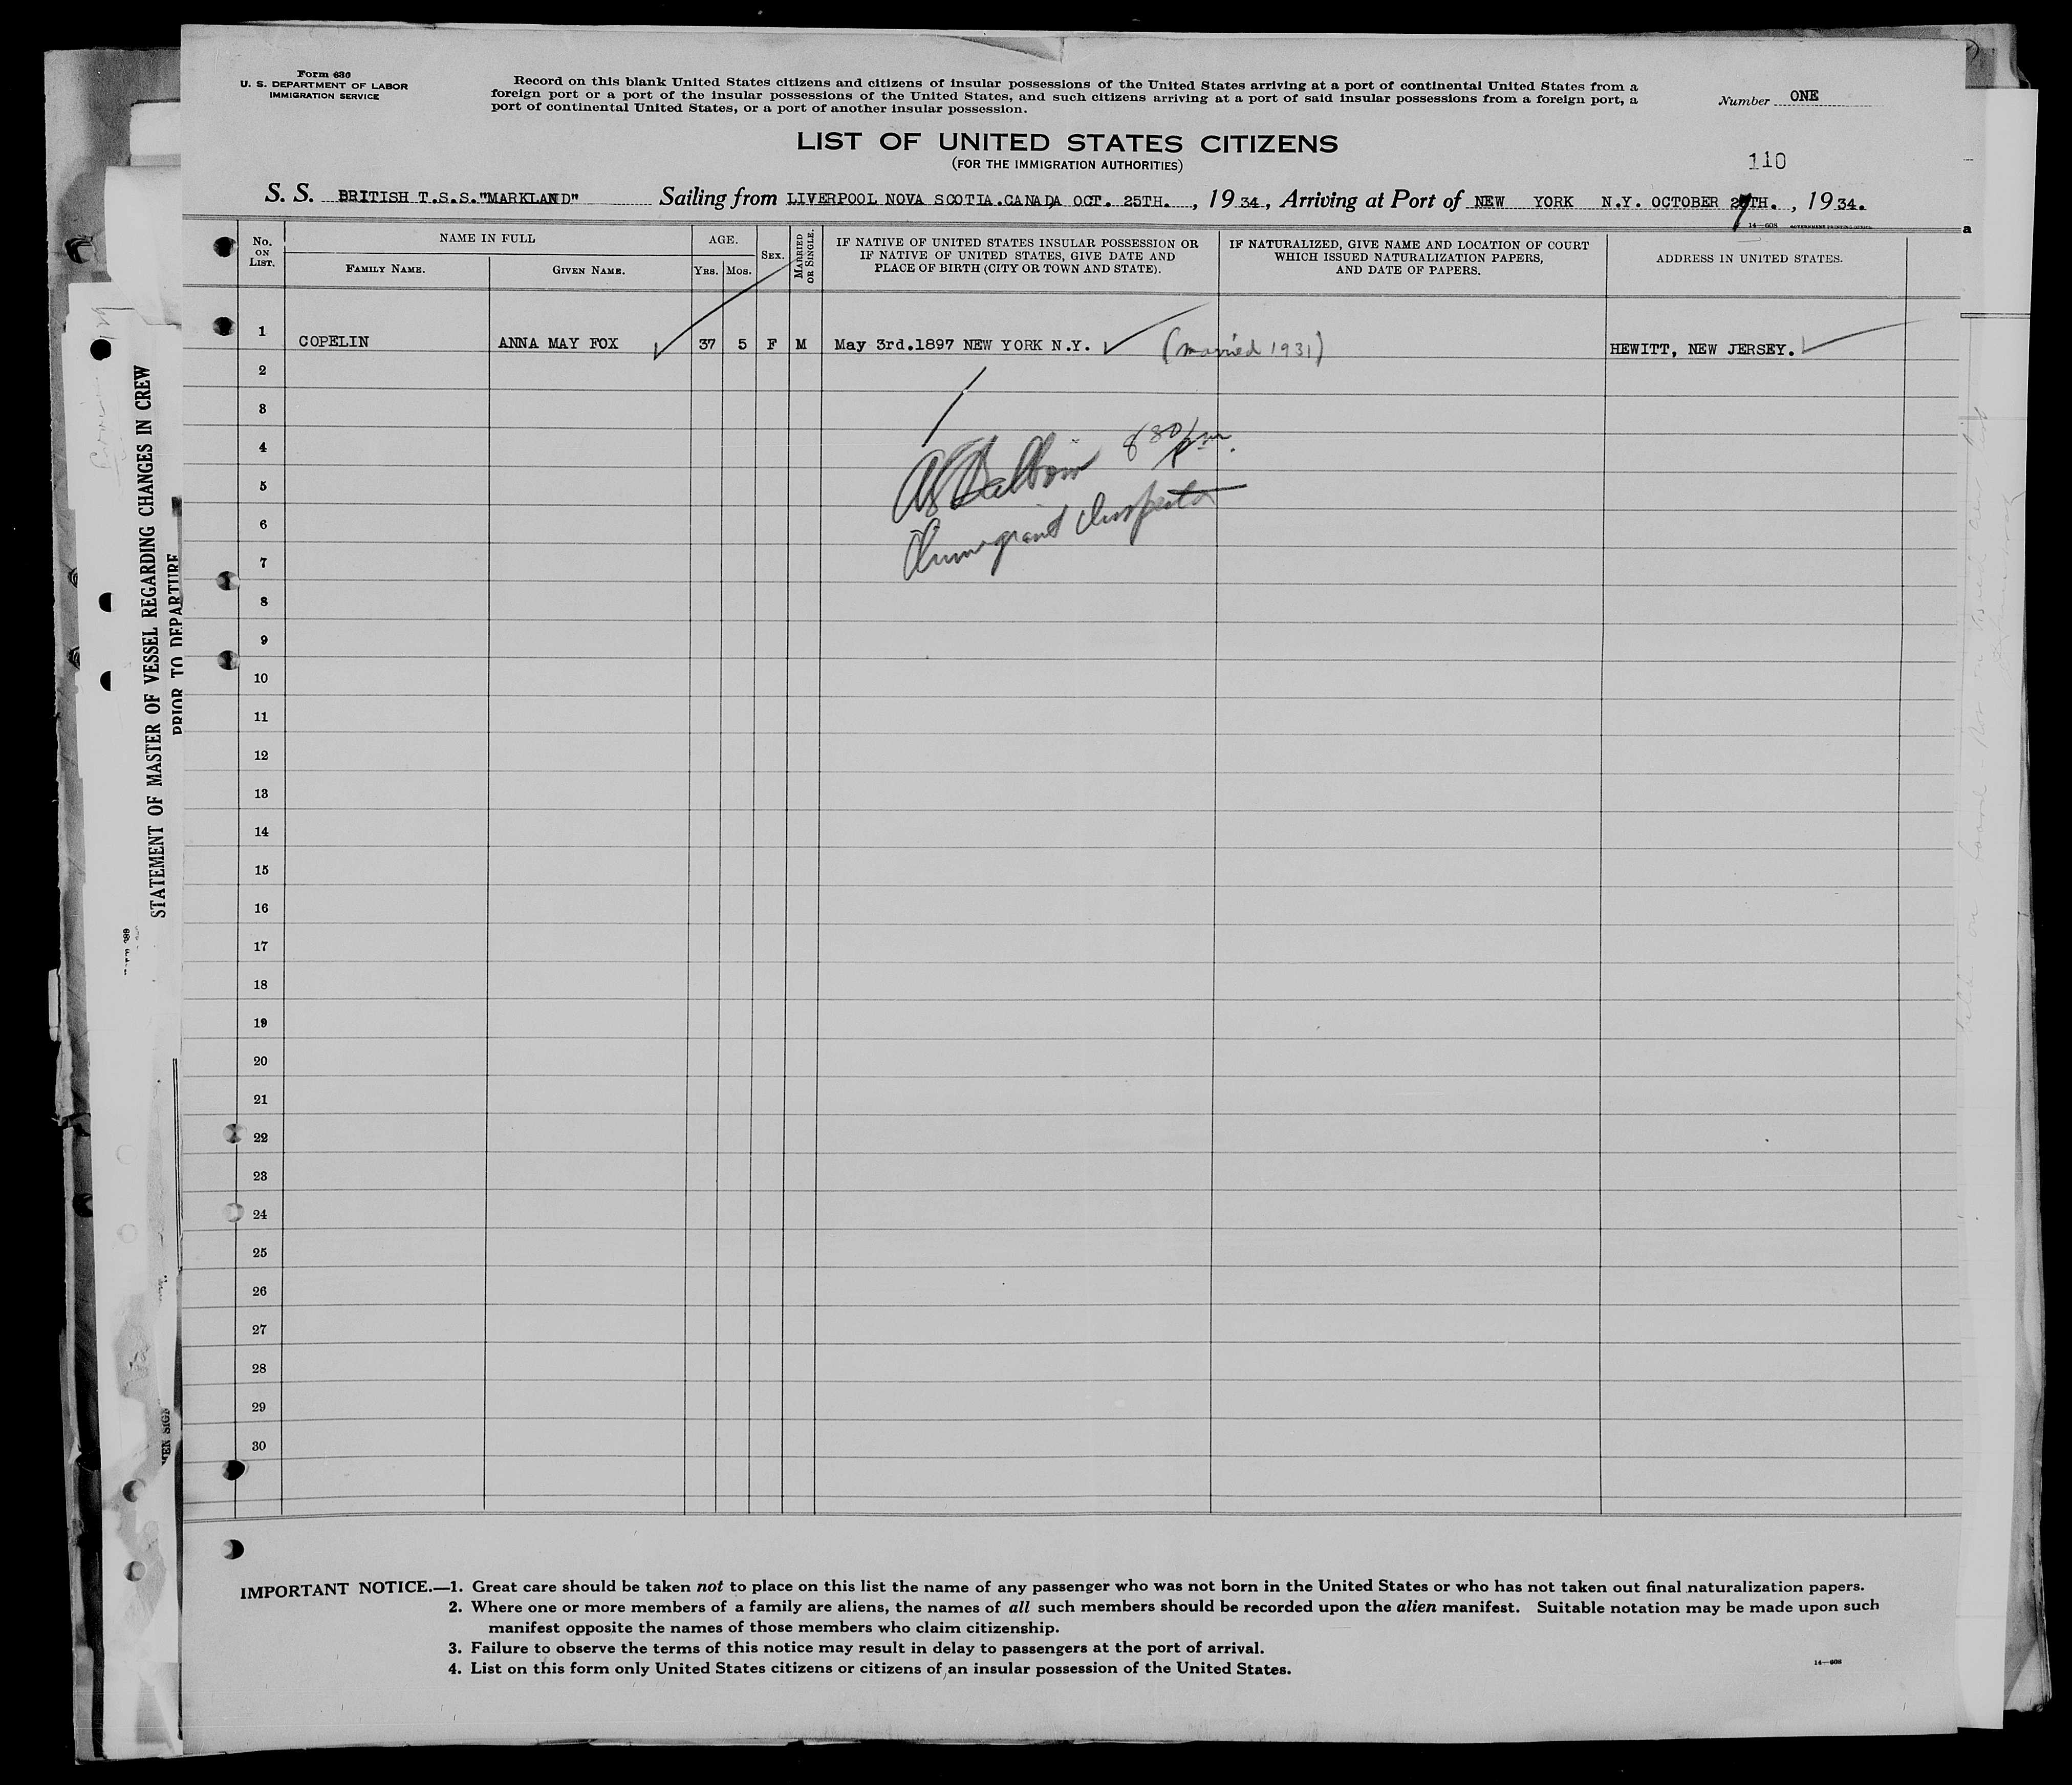 Form 630
U. S. DEPARTMENT OF LABOR
IMMIGRATION SERVICE
Record on this blank United States citizens and citizens of insular possessions of the United States arriving at a port of continental United States from a
foreign port or a port of the insular possessions of the United States, and such citizens arriving at a port of said insular possessions from a foreign port, a
port of continental United States, or a port of another insular possession.
Number ONE
LIST OF UNITED STATES CITIZENS
(FOR THE IMMIGRATION AUTHORITIES)
110
S. S. BRITISH T.S.S."MARKLAND" Sailing from LIVERPOOL NOVA SCOTIA.CANADA OCT. 25TH. , 19 34, Arriving at Port of NEW YORK N.Y. OCTOBER 27TH. , 19 34.
14—608 GOVERNMENT PRINTING OFFICE
a
No. ON LIST.
NAME IN FULL
FAMILY NAME.
GIVEN NAME.
AGE.
YRS. MOS.
SEX.
MARRIED OR SINGLE.
IF NATIVE OF UNITED STATES INSULAR POSSESSION OR
IF NATIVE OF UNITED STATES, GIVE DATE AND
PLACE OF BIRTH (CITY OR TOWN AND STATE).
IF NATURALIZED, GIVE NAME AND LOCATION OF COURT
WHICH ISSUED NATURALIZATION PAPERS,
AND DATE OF PAPERS.
ADDRESS IN UNITED STATES.
1 COPELIN ANNA MAY FOX 37 5 F M May 3rd.1897 NEW YORK N.Y. (married 1931) HEWITT, NEW JERSEY.
2
3
4
8 30 pm.
5
6
Immigrant Inspector
7
8
9
10
11
12
13
14
15
16
17
18
19
20
21
22
23
24
25
26
27
28
29
30
IMPORTANT NOTICE.—1. Great care should be taken not to place on this list the name of any passenger who was not born in the United States or who has not taken out final naturalization papers.
2. Where one or more members of a family are aliens, the names of all such members should be recorded upon the alien manifest. Suitable notation may be made upon such
manifest opposite the names of those members who claim citizenship.
3. Failure to observe the terms of this notice may result in delay to passengers at the port of arrival.
4. List on this form only United States citizens or citizens of an insular possession of the United States.
14—608
STATEMENT OF MASTER OF VESSEL REGARDING CHANGES IN CREW
PRIOR TO DEPARTURE